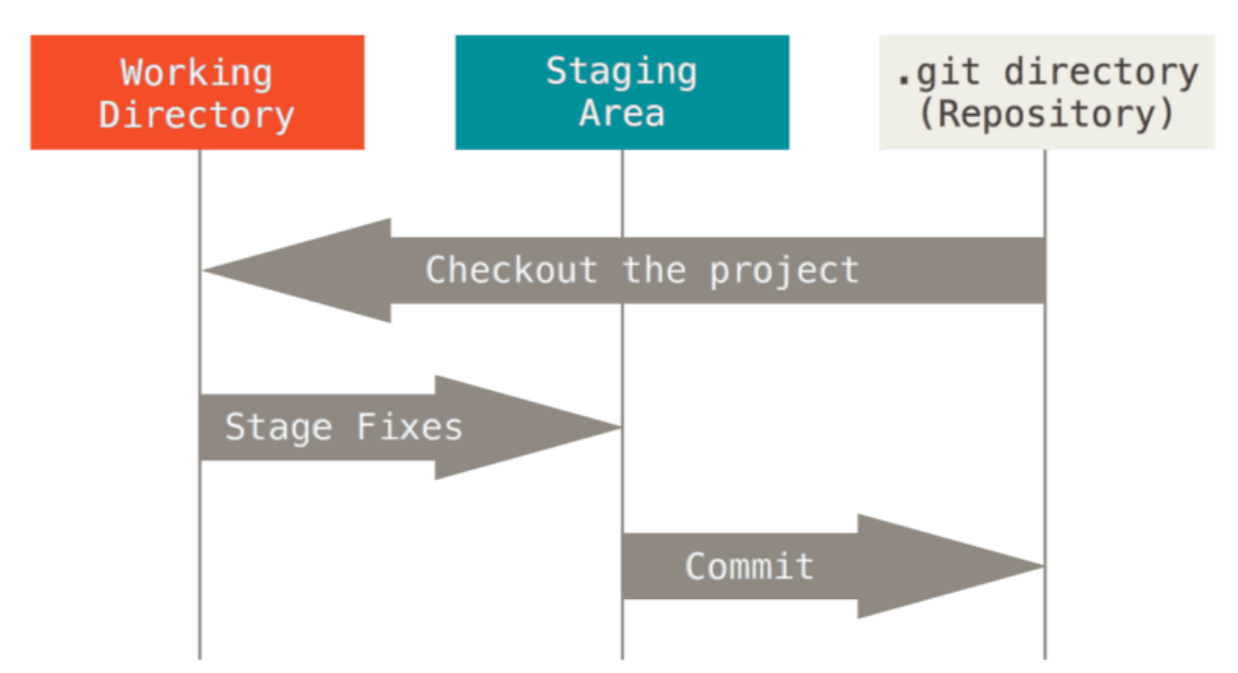 Working
Directory
Staging
Area
.git directory
(Repository)
Checkout the project
Stage Fixes
Commit